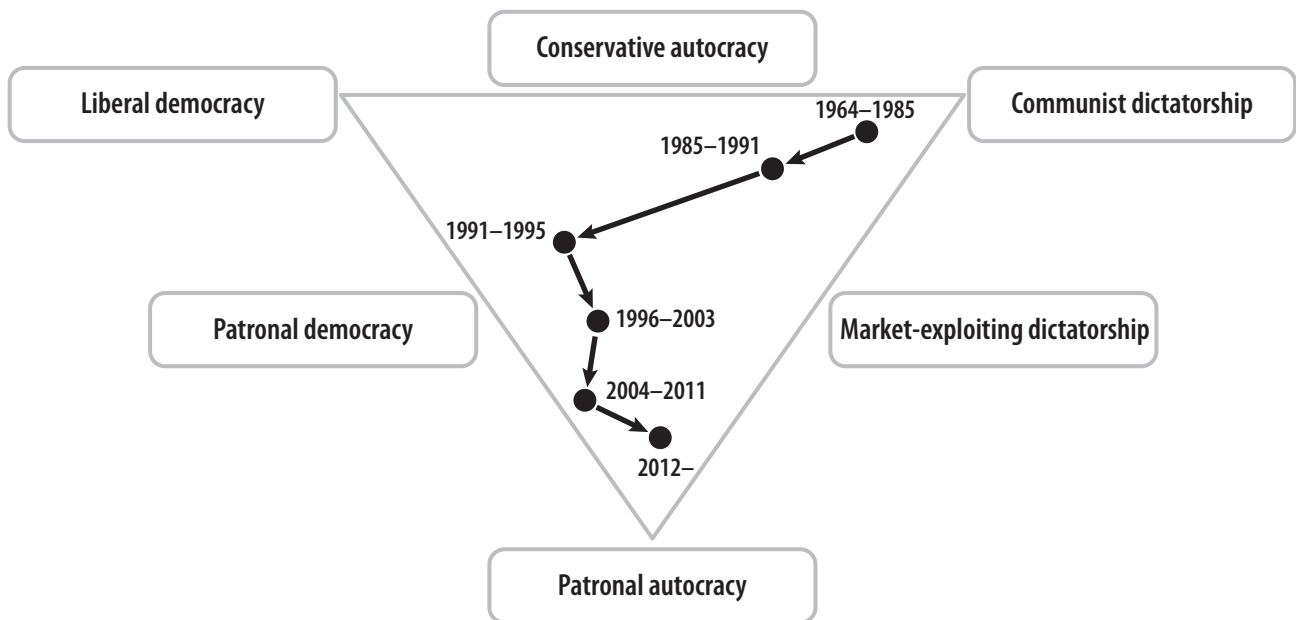 Conservative autocracy
Liberal democracy
Communist dictatorship
1964–1985
1985–1991
1991–1995
Patronal democracy
1996–2003
Market-exploiting dictatorship
2004–2011
2012–
Patronal autocracy